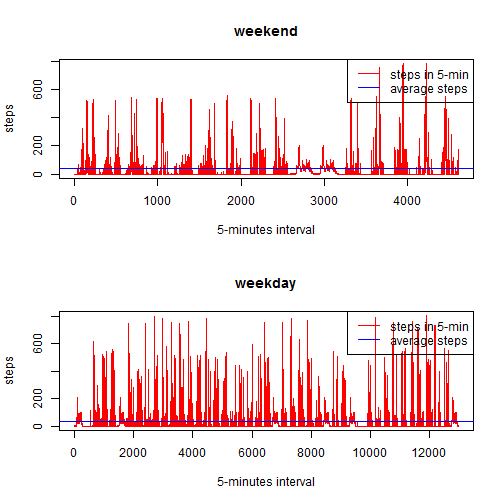 weekend
steps in 5-min
average steps
steps
0 200 600
0 1000 2000 3000 4000
5-minutes interval
weekday
steps in 5-min
average steps
steps
0 200 600
0 2000 4000 6000 8000 10000 12000
5-minutes interval